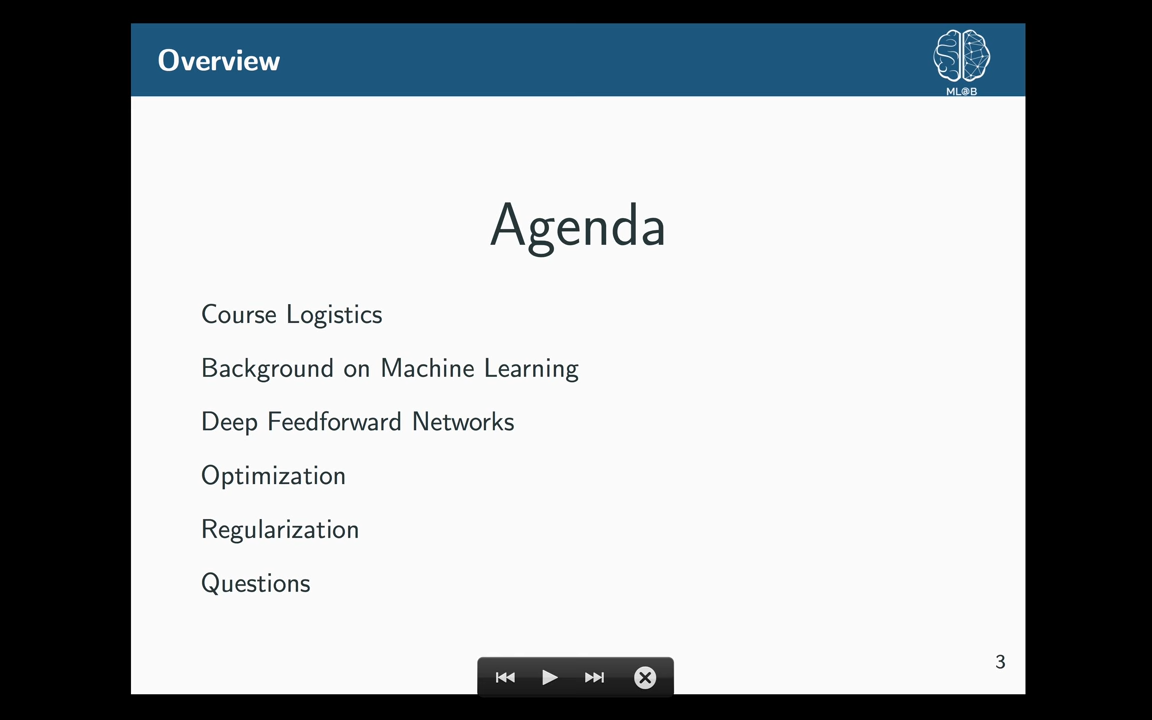 Overview
ML@B
Agenda
Course Logistics
Background on Machine Learning
Deep Feedforward Networks
Optimization
Regularization
Questions
3